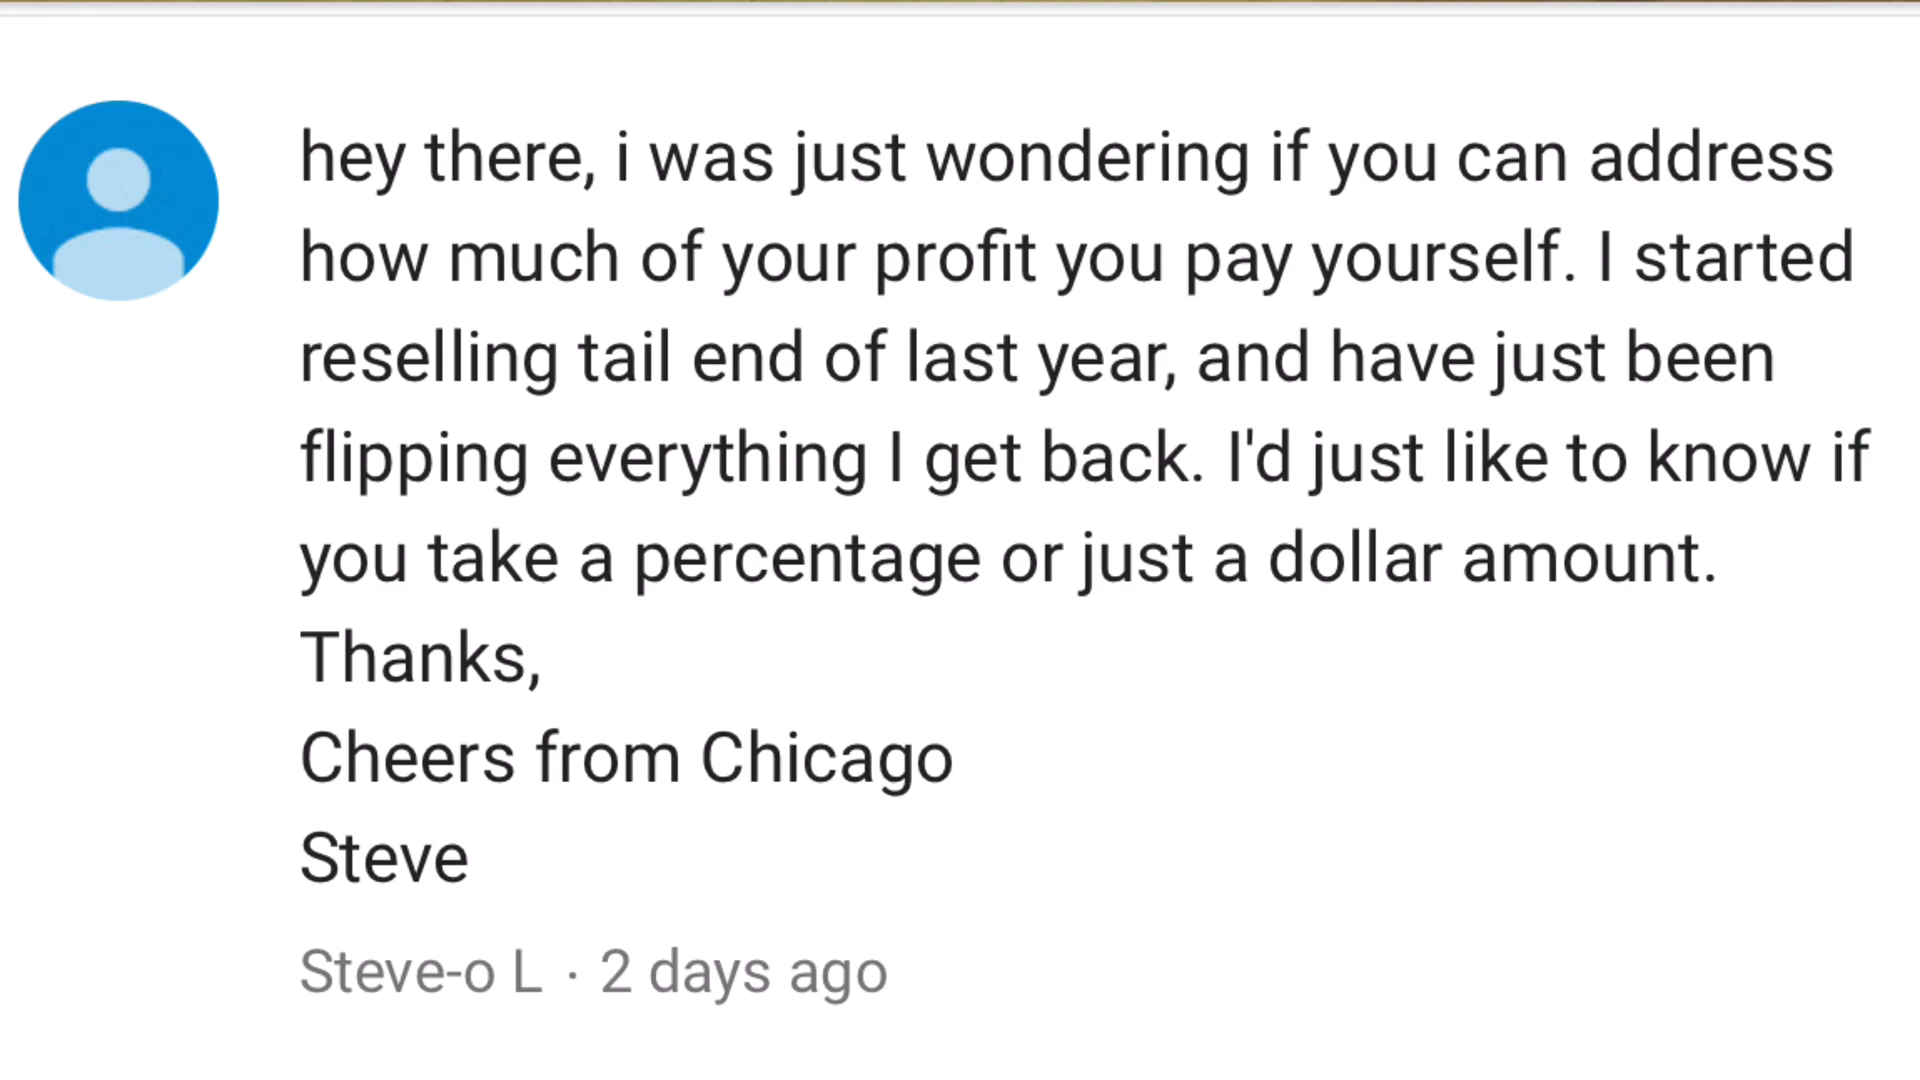 hey there, i was just wondering if you can address
how much of your profit you pay yourself. I started
reselling tail end of last year, and have just been
flipping everything I get back. I'd just like to know if
you take a percentage or just a dollar amount.
Thanks,
Cheers from Chicago
Steve
Steve-o L · 2 days ago